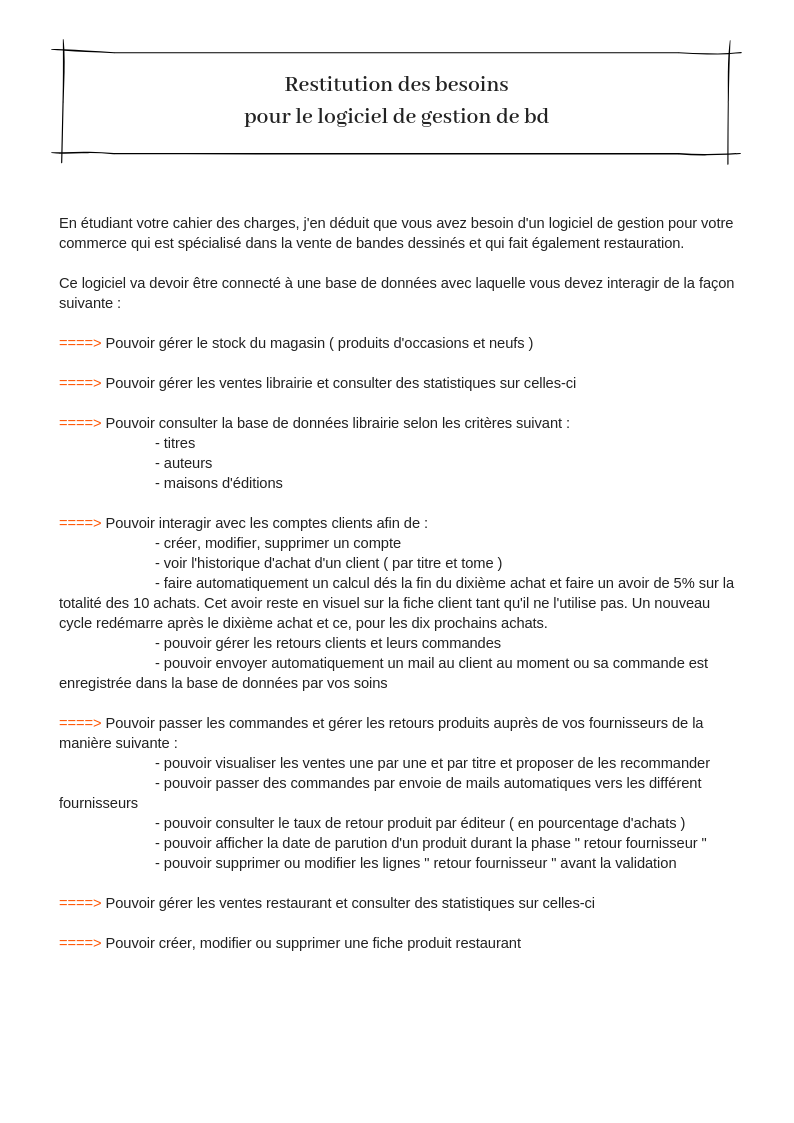 Restitution des besoins
pour le logiciel de gestion de bd
En étudiant votre cahier des charges, j'en déduit que vous avez besoin d'un logiciel de gestion pour votre
commerce qui est spécialisé dans la vente de bandes dessinés et qui fait également restauration.
Ce logiciel va devoir être connecté à une base de données avec laquelle vous devez interagir de la façon
suivante :
====> Pouvoir gérer le stock du magasin ( produits d'occasions et neufs )
====> Pouvoir gérer les ventes librairie et consulter des statistiques sur celles-ci
====> Pouvoir consulter la base de données librairie selon les critères suivant :
- titres
- auteurs
- maisons d'éditions
====> Pouvoir interagir avec les comptes clients afin de :
- créer, modifier, supprimer un compte
- voir l'historique d'achat d'un client ( par titre et tome )
- faire automatiquement un calcul dés la fin du dixième achat et faire un avoir de 5% sur la
totalité des 10 achats. Cet avoir reste en visuel sur la fiche client tant qu'il ne l'utilise pas. Un nouveau
cycle redémarre après le dixième achat et ce, pour les dix prochains achats.
- pouvoir gérer les retours clients et leurs commandes
- pouvoir envoyer automatiquement un mail au client au moment ou sa commande est
enregistrée dans la base de données par vos soins
====> Pouvoir passer les commandes et gérer les retours produits auprès de vos fournisseurs de la
manière suivante :
- pouvoir visualiser les ventes une par une et par titre et proposer de les recommander
- pouvoir passer des commandes par envoie de mails automatiques vers les différent
fournisseurs
- pouvoir consulter le taux de retour produit par éditeur ( en pourcentage d'achats )
- pouvoir afficher la date de parution d'un produit durant la phase " retour fournisseur "
- pouvoir supprimer ou modifier les lignes " retour fournisseur " avant la validation
====> Pouvoir gérer les ventes restaurant et consulter des statistiques sur celles-ci
====> Pouvoir créer, modifier ou supprimer une fiche produit restaurant